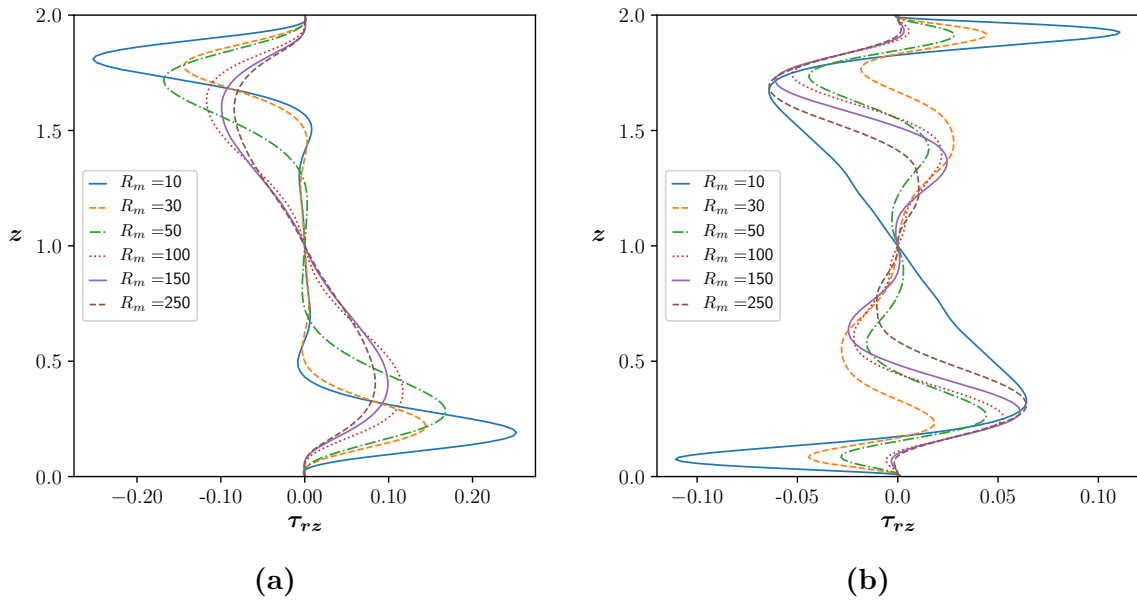 2.0
1.5
1.0
0.5
0.0
z
R_m =10
R_m =30
R_m =50
R_m =100
R_m =150
R_m =250
−0.20
−0.10
0.00
0.10
0.20
τ_rz
(a)
2.0
1.5
1.0
0.5
0.0
z
R_m =10
R_m =30
R_m =50
R_m =100
R_m =150
R_m =250
−0.10
-0.05
0.0
0.05
0.10
τ_rz
(b)